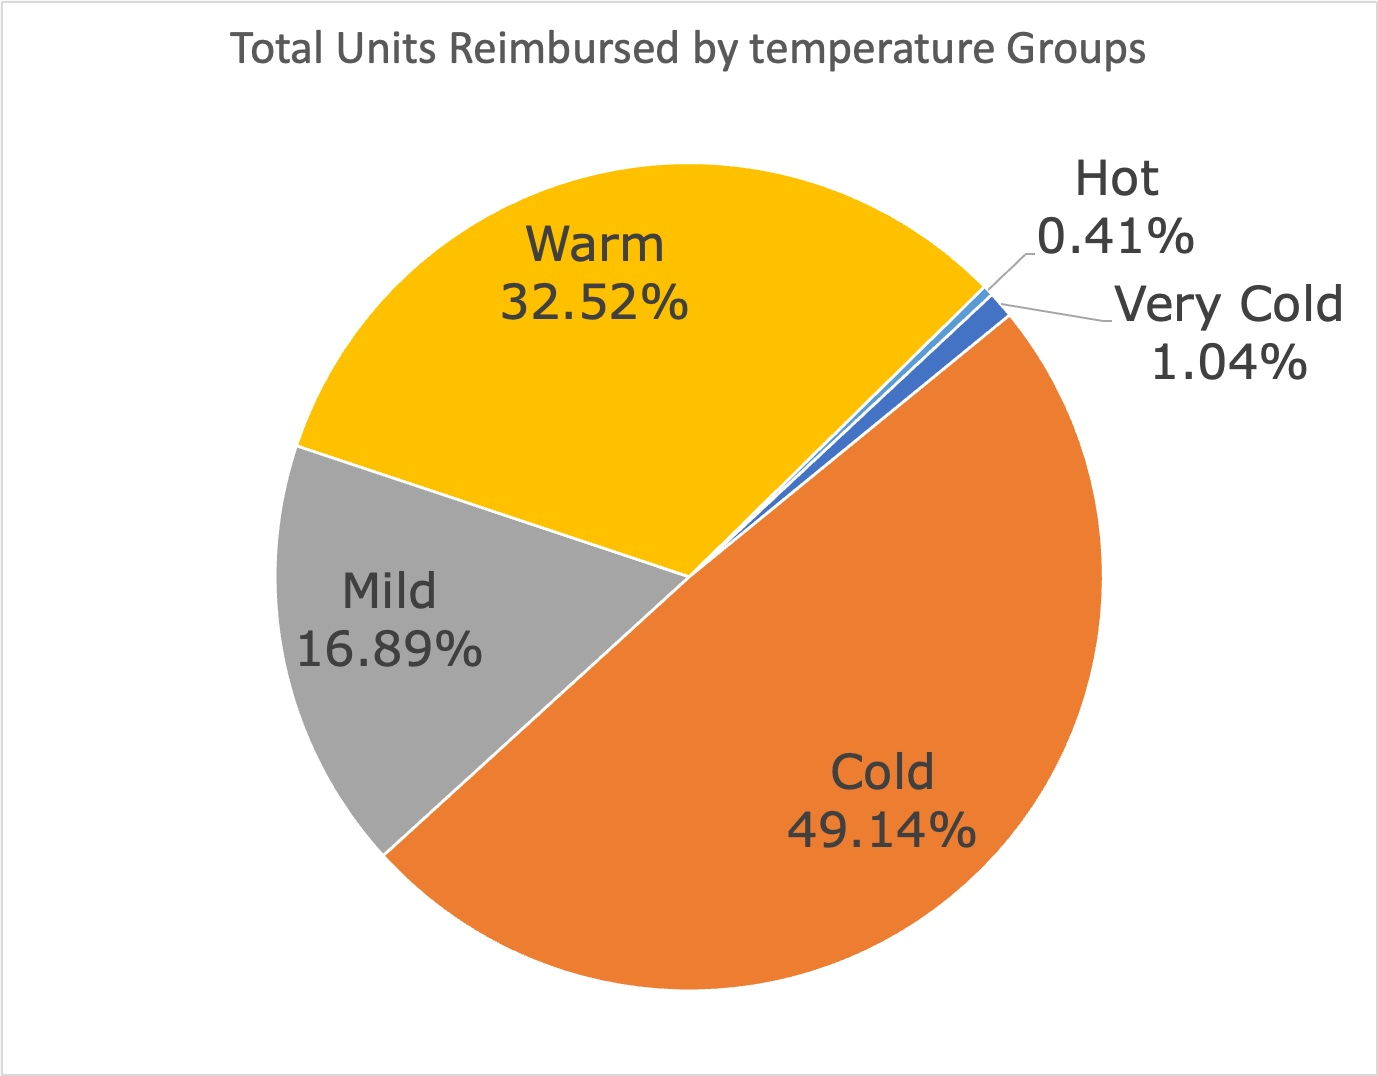 Total Units Reimbursed by temperature Groups
Hot
0.41%
Warm
32.52%
Very Cold
1.04%
Mild
16.89%
Cold
49.14%